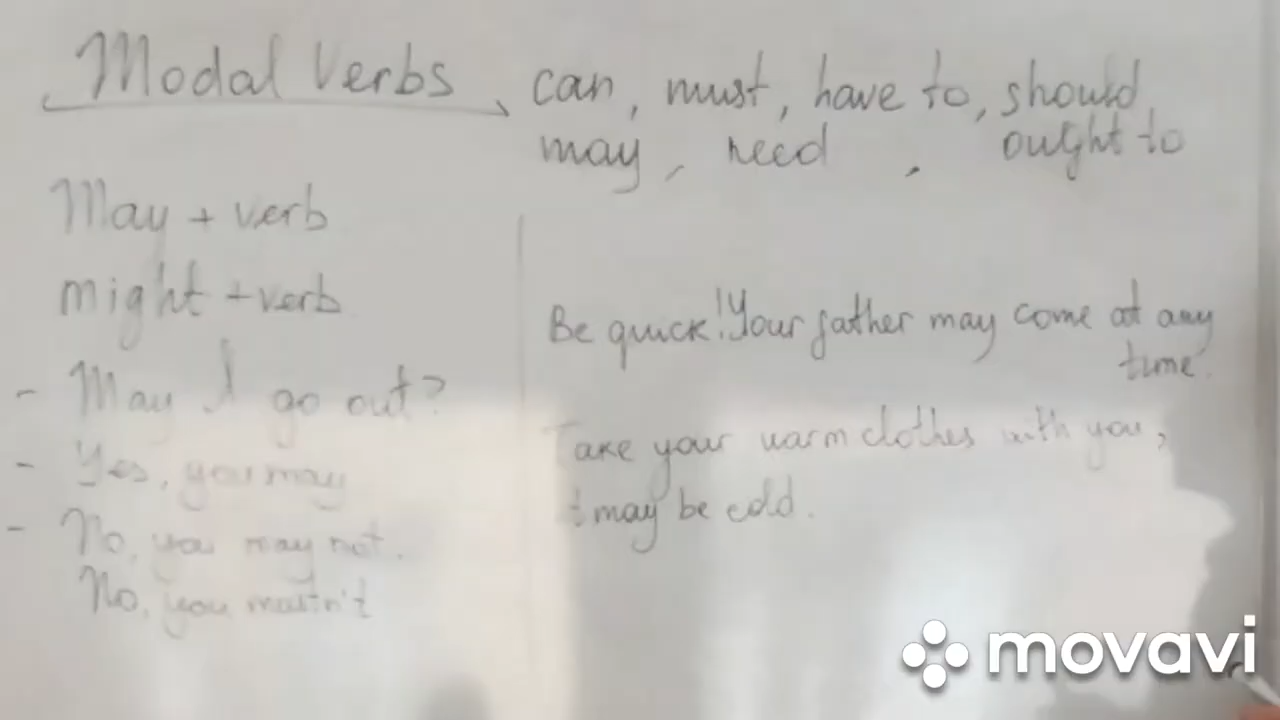 Modal Verbs
can, must, have to, should,
may, need, ought to
May + verb
might + verb
- May I go out?
- Yes, you may
- No, you may not.
No, you mustn't
Be quick! Your father may come at any
time.
Take your warm clothes with you,
it may be cold.
movavi